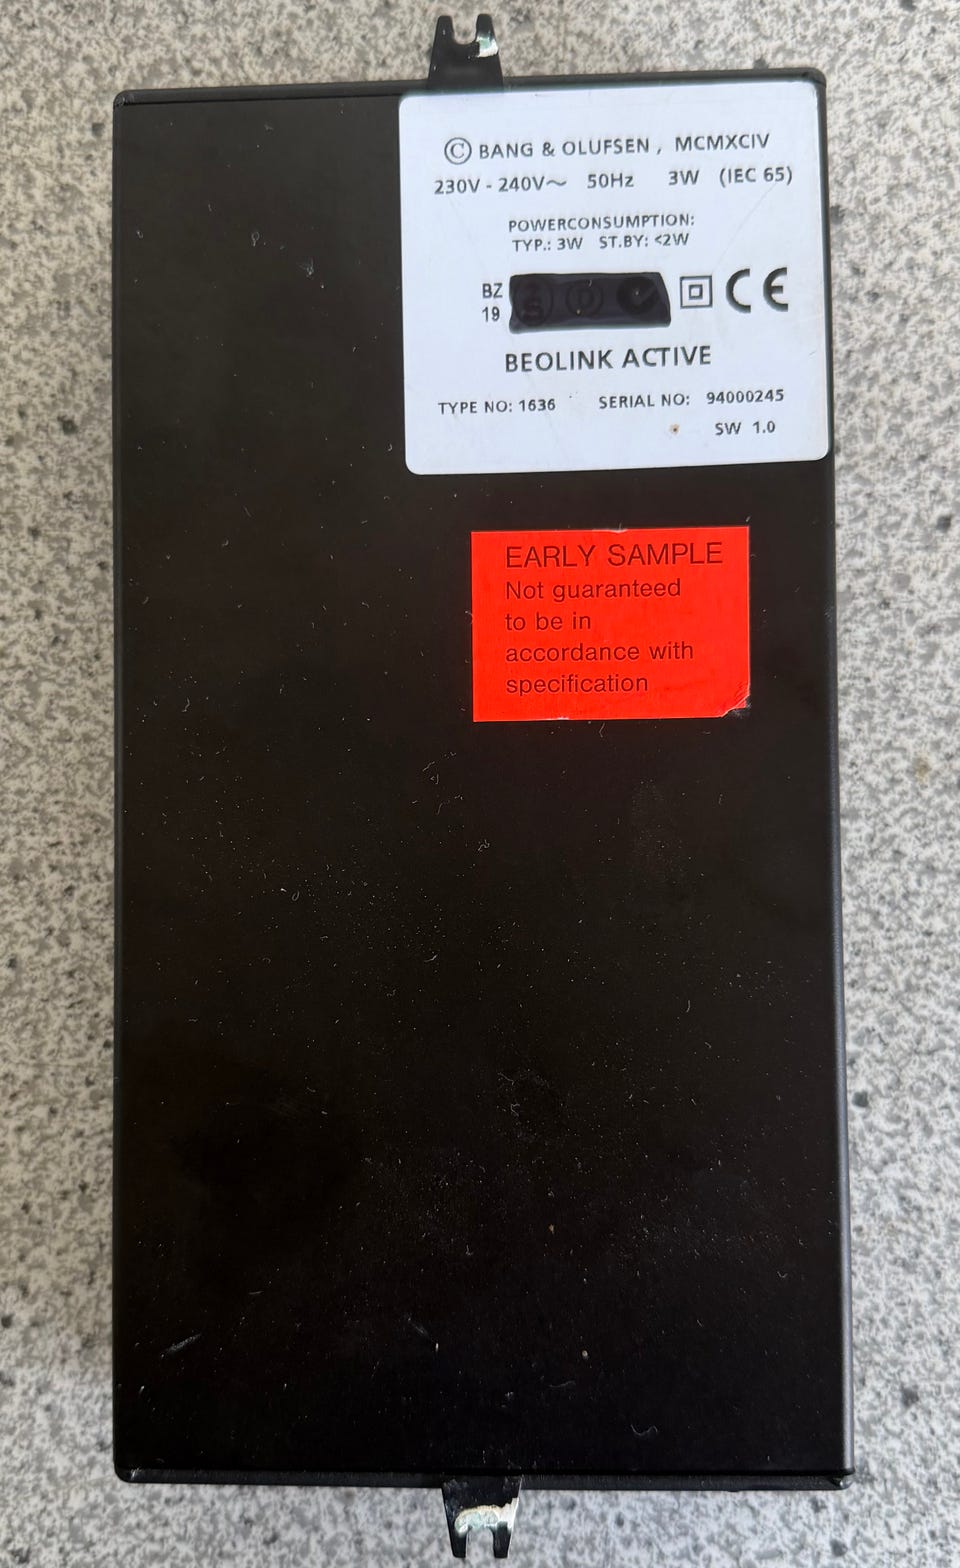 © BANG & OLUFSEN , MCMXCIV
230V - 240V~ 50Hz 3W (IEC 65)
POWERCONSUMPTION:
TYP.: 3W ST.BY: <2W
BZ
19
CE
BEOLINK ACTIVE
TYPE NO: 1636 SERIAL NO: 94000245
SW 1.0
EARLY SAMPLE
Not guaranteed
to be in
accordance with
specification